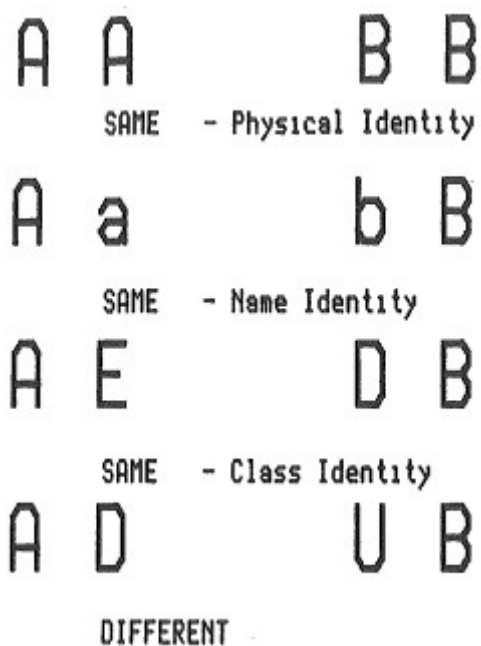 A A B B
SAME - Physical Identity
A a b B
SAME - Name Identity
A E D B
SAME - Class Identity
A D U B
DIFFERENT